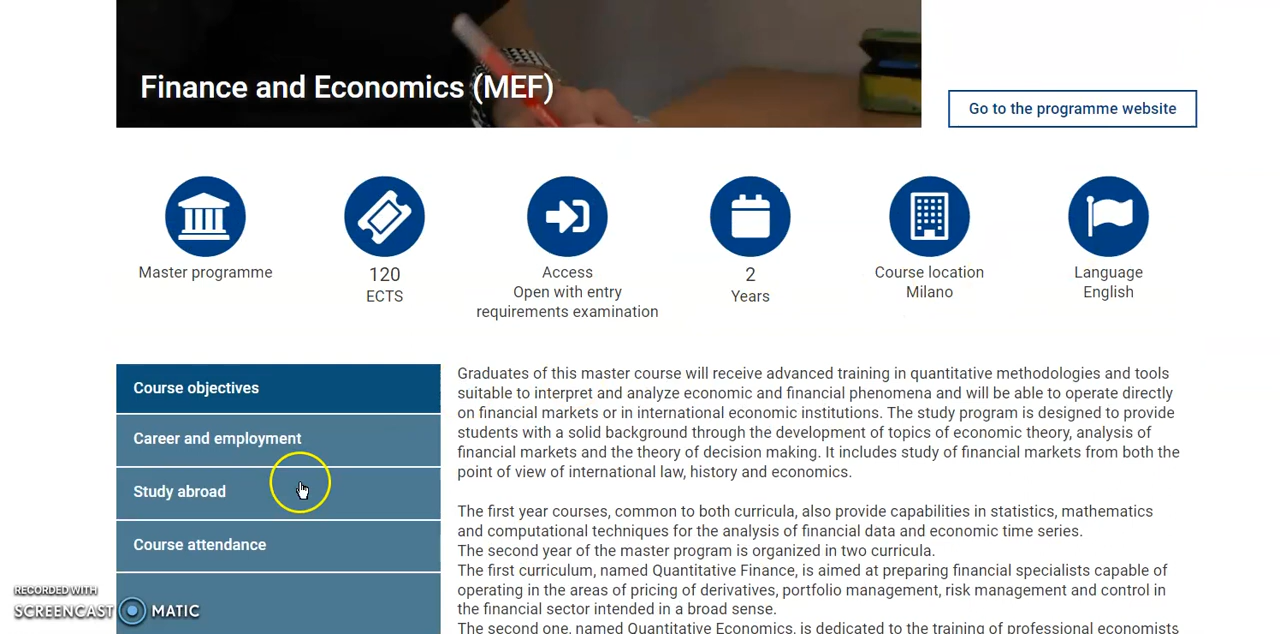 Finance and Economics (MEF)
Go to the programme website
Master programme
120
ECTS
Access
Open with entry
requirements examination
2
Years
Course location
Milano
Language
English
Course objectives
Career and employment
Study abroad
Course attendance
Graduates of this master course will receive advanced training in quantitative methodologies and tools
suitable to interpret and analyze economic and financial phenomena and will be able to operate directly
on financial markets or in international economic institutions. The study program is designed to provide
students with a solid background through the development of topics of economic theory, analysis of
financial markets and the theory of decision making. It includes study of financial markets from both the
point of view of international law, history and economics.
The first year courses, common to both curricula, also provide capabilities in statistics, mathematics
and computational techniques for the analysis of financial data and economic time series.
The second year of the master program is organized in two curricula.
The first curriculum, named Quantitative Finance, is aimed at preparing financial specialists capable of
operating in the areas of pricing of derivatives, portfolio management, risk management and control in
the financial sector intended in a broad sense.
The second one, named Quantitative Economics, is dedicated to the training of professional economists
RECORDED WITH
SCREENCAST MATIC